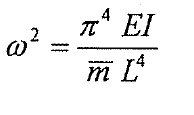 ω² = π⁴ EI / m̅ L⁴